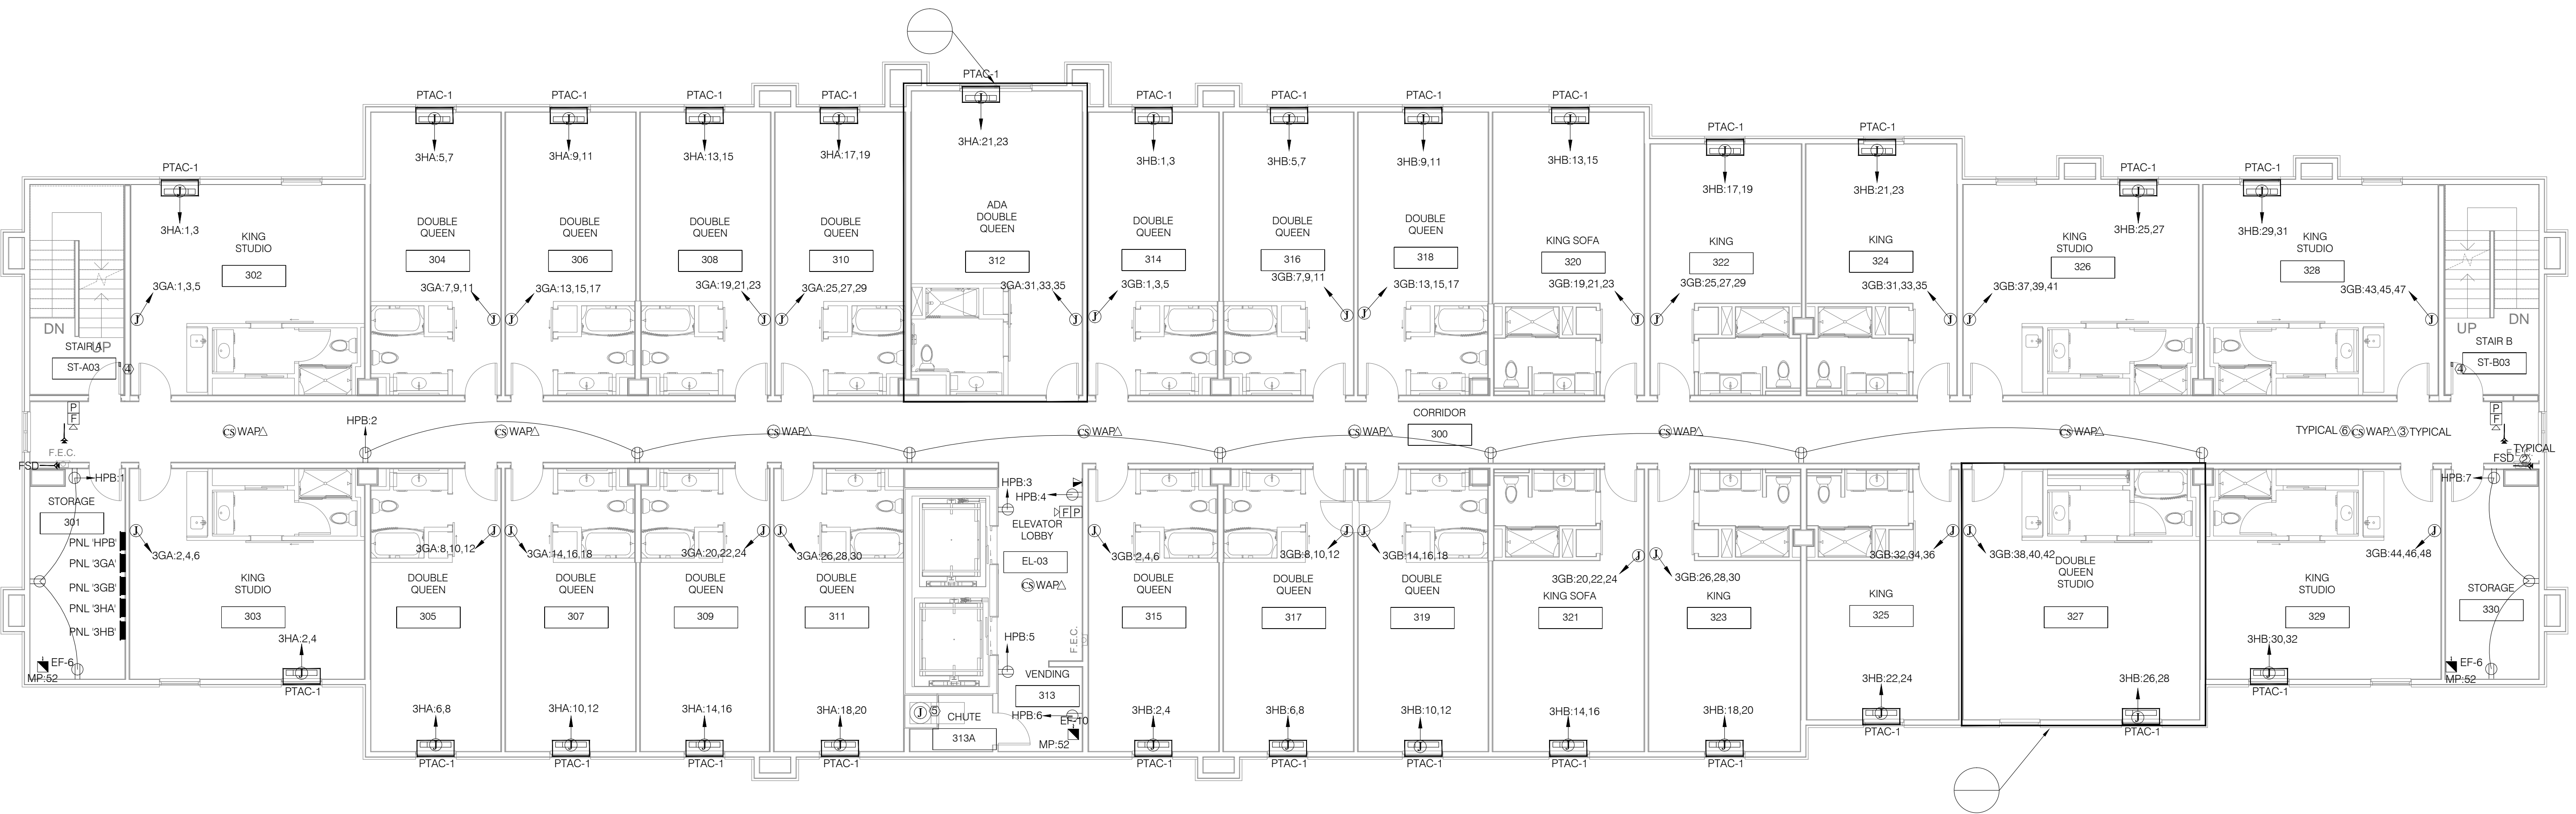 PTAC-1
PTAC-1 PTAC-1 PTAC-1 PTAC-1 PTAC-1 PTAC-1 PTAC-1 PTAC-1
PTAC-1 PTAC-1
PTAC-1 PTAC-1 PTAC-1
J J J J J J J J J J J J J J
3HA:1,3
3HA:5,7
3HA:9,11
3HA:13,15
3HA:17,19
3HA:21,23
3HB:1,3
3HB:5,7
3HB:9,11
3HB:13,15
3HB:17,19
3HB:21,23
3HB:25,27
3HB:29,31
KING
STUDIO
302
DOUBLE
QUEEN
304
DOUBLE
QUEEN
306
DOUBLE
QUEEN
308
DOUBLE
QUEEN
310
ADA
DOUBLE
QUEEN
312
DOUBLE
QUEEN
314
DOUBLE
QUEEN
316
DOUBLE
QUEEN
318
KING SOFA
320
KING
322
KING
324
KING
STUDIO
326
KING
STUDIO
328
3GA:1,3,5
3GA:7,9,11
3GA:13,15,17
3GA:19,21,23
3GA:25,27,29
3GA:31,33,35
3GB:1,3,5
3GB:7,9,11
3GB:13,15,17
3GB:19,21,23
3GB:25,27,29
3GB:31,33,35
3GB:37,39,41
3GB:43,45,47
J J J J J J J J J J J J J J
DN
UP
STAIR A
ST-A03
4
UP
DN
STAIR B
ST-B03
4
P
F
F.E.C.
FSD
HPB:2
CS WAP
CS WAP
CS WAP
CS WAP
CS WAP
CORRIDOR
300
CS WAP
CS WAP
TYPICAL 6 CS WAP 3 TYPICAL
P
F
TYPICAL
FSD 2
HPB:1
STORAGE
301
PNL 'HPB'
PNL '3GA'
PNL '3GB'
PNL '3HA'
PNL '3HB'
EF-6
MP:52
J J J J J J J J J J J J J
3GA:2,4,6
3GA:8,10,12
3GA:14,16,18
3GA:20,22,24
3GA:26,28,30
3GB:2,4,6
3GB:8,10,12
3GB:14,16,18
3GB:20,22,24
3GB:26,28,30
3GB:32,34,36
3GB:38,40,42
3GB:44,46,48
KING
STUDIO
303
DOUBLE
QUEEN
305
DOUBLE
QUEEN
307
DOUBLE
QUEEN
309
DOUBLE
QUEEN
311
HPB:3
HPB:4
F P
ELEVATOR
LOBBY
EL-03
CS WAP
HPB:5
F.E.C.
VENDING
313
HPB:6
EF-10
MP:52
J 5
CHUTE
313A
DOUBLE
QUEEN
315
DOUBLE
QUEEN
317
DOUBLE
QUEEN
319
KING SOFA
321
KING
323
KING
325
DOUBLE
QUEEN
STUDIO
327
KING
STUDIO
329
HPB:7
STORAGE
330
EF-6
MP:52
3HA:2,4
3HA:6,8
3HA:10,12
3HA:14,16
3HA:18,20
3HB:2,4
3HB:6,8
3HB:10,12
3HB:14,16
3HB:18,20
3HB:22,24
3HB:26,28
3HB:30,32
J J J J J J J J J J J J J
PTAC-1 PTAC-1
PTAC-1 PTAC-1
PTAC-1 PTAC-1 PTAC-1 PTAC-1 PTAC-1 PTAC-1 PTAC-1 PTAC-1 PTAC-1